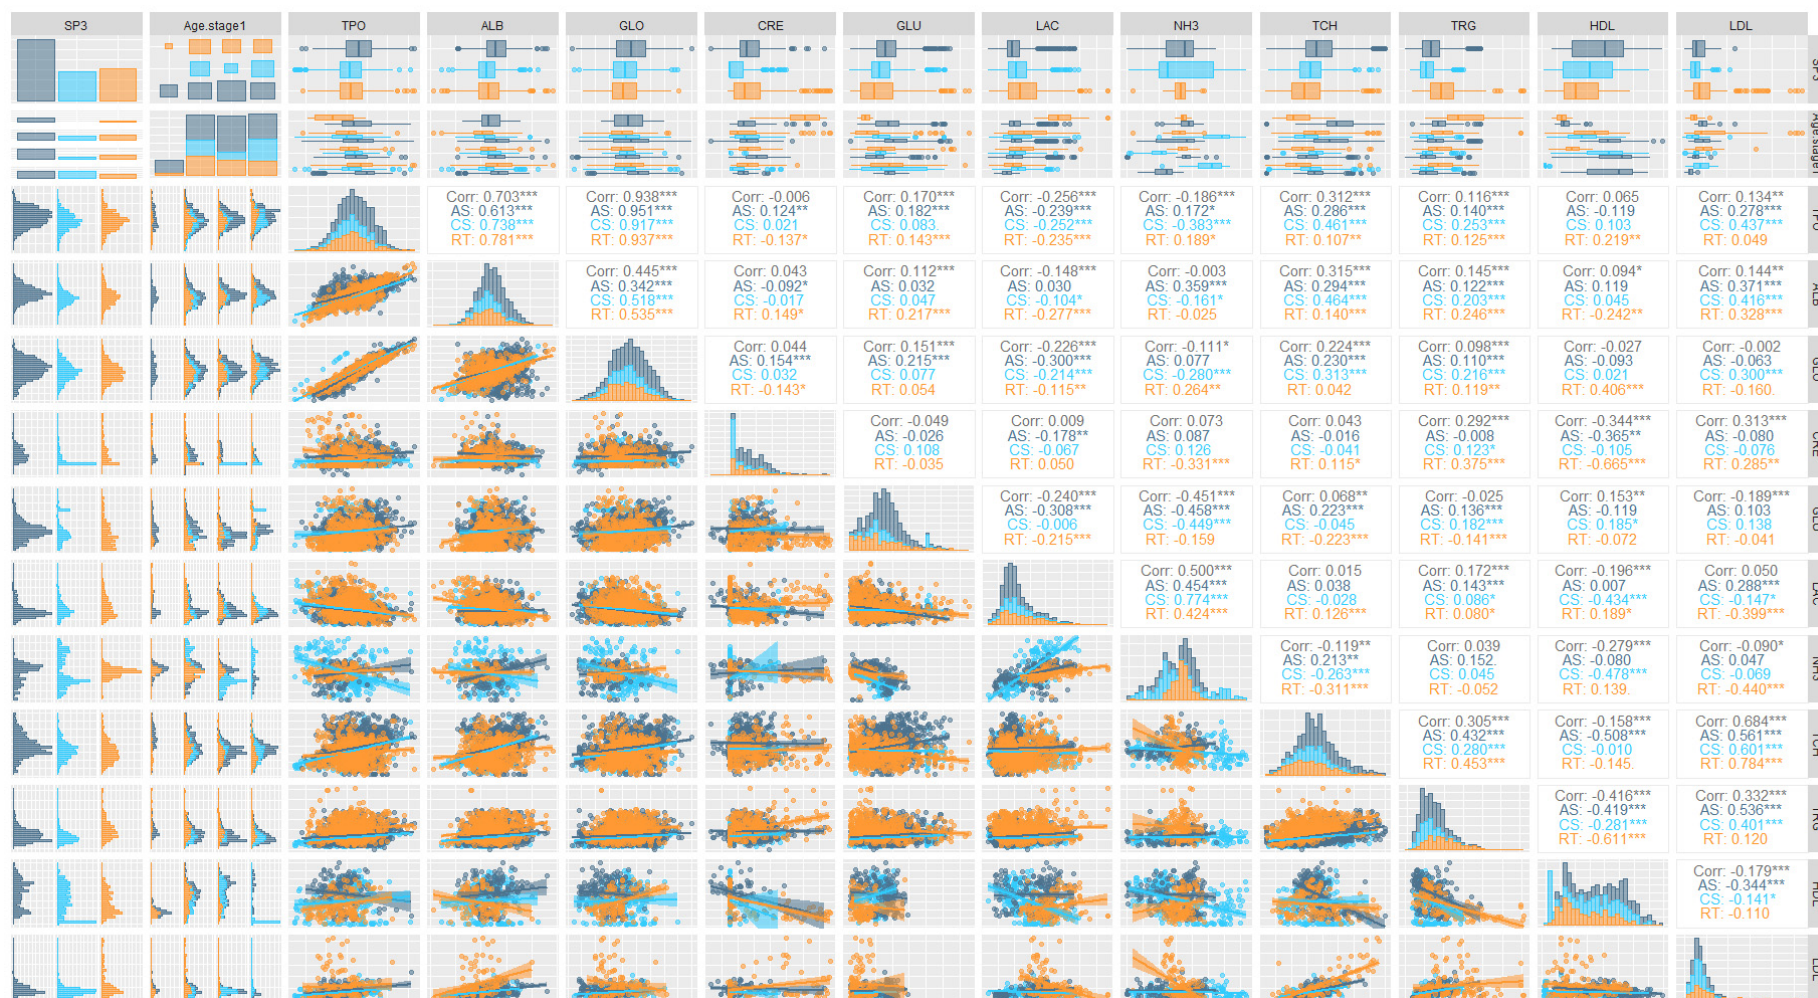 SP3
Age.stage1
TPO
ALB
GLO
CRE
GLU
LAC
NH3
TCH
TRG
HDL
LDL
SP3
Age.stage1
TPO
Corr: 0.703***
AS: 0.613***
CS: 0.738***
RT: 0.781***
Corr: 0.938***
AS: 0.951***
CS: 0.917***
RT: 0.937***
Corr: -0.006
AS: 0.124**
CS: 0.021
RT: -0.137*
Corr: 0.170***
AS: 0.182***
CS: 0.083.
RT: 0.143***
Corr: -0.256***
AS: -0.239***
CS: -0.252***
RT: -0.235***
Corr: -0.186***
AS: 0.172*
CS: -0.383***
RT: 0.189*
Corr: 0.312***
AS: 0.286***
CS: 0.461***
RT: 0.107**
Corr: 0.116***
AS: 0.140***
CS: 0.253***
RT: 0.125***
Corr: 0.065
AS: -0.119
CS: 0.103
RT: 0.219**
Corr: 0.134**
AS: 0.278***
CS: 0.437***
RT: 0.049
ALB
Corr: 0.445***
AS: 0.342***
CS: 0.518***
RT: 0.535***
Corr: 0.043
AS: -0.092*
CS: -0.017
RT: 0.149*
Corr: 0.112***
AS: 0.032
CS: 0.047
RT: 0.217***
Corr: -0.148***
AS: 0.030
CS: -0.104*
RT: -0.277***
Corr: -0.003
AS: 0.359***
CS: -0.161*
RT: -0.025
Corr: 0.315***
AS: 0.294***
CS: 0.464***
RT: 0.140***
Corr: 0.145***
AS: 0.122***
CS: 0.203***
RT: 0.246***
Corr: 0.094*
AS: 0.119
CS: 0.045
RT: -0.242**
Corr: 0.144**
AS: 0.371***
CS: 0.416***
RT: 0.328***
GLO
Corr: 0.044
AS: 0.154***
CS: 0.032
RT: -0.143*
Corr: 0.151***
AS: 0.215***
CS: 0.077
RT: 0.054
Corr: -0.226***
AS: -0.300***
CS: -0.214***
RT: -0.115**
Corr: -0.111*
AS: 0.077
CS: -0.280***
RT: 0.264**
Corr: 0.224***
AS: 0.230***
CS: 0.313***
RT: 0.042
Corr: 0.098***
AS: 0.110***
CS: 0.216***
RT: 0.119**
Corr: -0.027
AS: -0.093
CS: 0.021
RT: 0.406***
Corr: -0.002
AS: -0.063
CS: 0.300***
RT: -0.160.
CRE
Corr: -0.049
AS: -0.026
CS: 0.108
RT: -0.035
Corr: 0.009
AS: -0.178**
CS: -0.067
RT: 0.050
Corr: 0.073
AS: 0.087
CS: 0.126
RT: -0.331***
Corr: 0.043
AS: -0.016
CS: -0.041
RT: 0.115*
Corr: 0.292***
AS: -0.008
CS: 0.123*
RT: 0.375***
Corr: -0.344***
AS: -0.365**
CS: -0.105
RT: -0.665***
Corr: 0.313***
AS: -0.080
CS: -0.076
RT: 0.285**
GLU
Corr: -0.240***
AS: -0.308***
CS: -0.006
RT: -0.215***
Corr: -0.451***
AS: -0.458***
CS: -0.449***
RT: -0.159
Corr: 0.068**
AS: 0.223***
CS: -0.045
RT: -0.223***
Corr: -0.025
AS: 0.136***
CS: 0.182***
RT: -0.141***
Corr: 0.153**
AS: -0.119
CS: 0.185*
RT: -0.072
Corr: -0.189***
AS: 0.103
CS: 0.138
RT: -0.041
LAC
Corr: 0.500***
AS: 0.454***
CS: 0.774***
RT: 0.424***
Corr: 0.015
AS: 0.038
CS: -0.028
RT: 0.126***
Corr: 0.172***
AS: 0.143***
CS: 0.086*
RT: 0.080*
Corr: -0.196***
AS: 0.007
CS: -0.434***
RT: 0.189*
Corr: 0.050
AS: 0.288***
CS: -0.147*
RT: -0.399***
NH3
Corr: -0.119**
AS: 0.213**
CS: -0.263***
RT: -0.311***
Corr: 0.039
AS: 0.152.
CS: 0.045
RT: -0.052
Corr: -0.279***
AS: -0.080
CS: -0.478***
RT: 0.139.
Corr: -0.090*
AS: 0.047
CS: -0.069
RT: -0.440***
TCH
Corr: 0.305***
AS: 0.432***
CS: 0.280***
RT: 0.453***
Corr: -0.158***
AS: -0.508***
CS: -0.010
RT: -0.145.
Corr: 0.684***
AS: 0.561***
CS: 0.601***
RT: 0.784***
TRG
Corr: -0.416***
AS: -0.419***
CS: -0.281***
RT: -0.611***
Corr: 0.332***
AS: 0.536***
CS: 0.401***
RT: 0.120
HDL
Corr: -0.179***
AS: -0.344***
CS: -0.141*
RT: -0.110
LDL